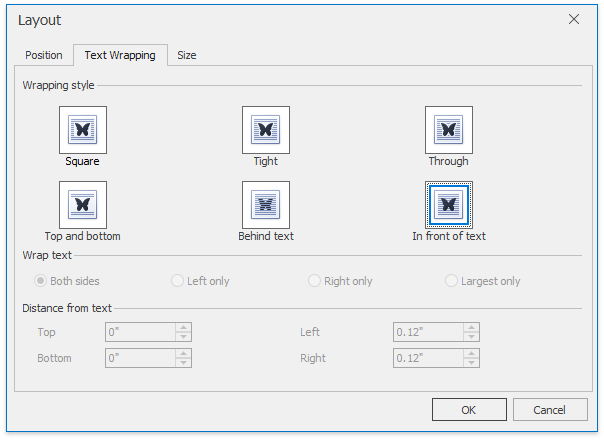 Layout
Position Text Wrapping Size
Wrapping style
Square Tight Through
Top and bottom Behind text In front of text
Wrap text
Both sides Left only Right only Largest only
Distance from text
Top 0" Left 0.12"
Bottom 0" Right 0.12"
OK Cancel